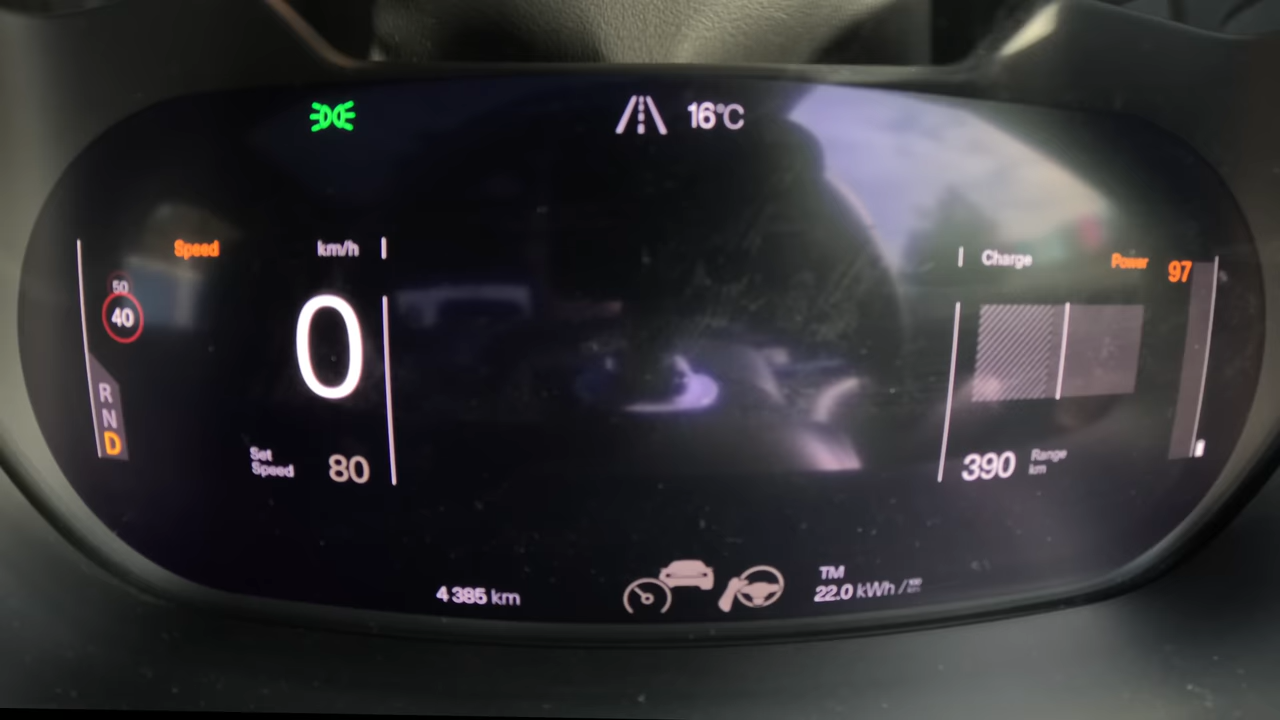 16°C
Speed
km/h
50
40
0
R
N
D
Set
Speed
80
Charge
Power
97
390
Range
km
4 385 km
TM
22.0 kWh /